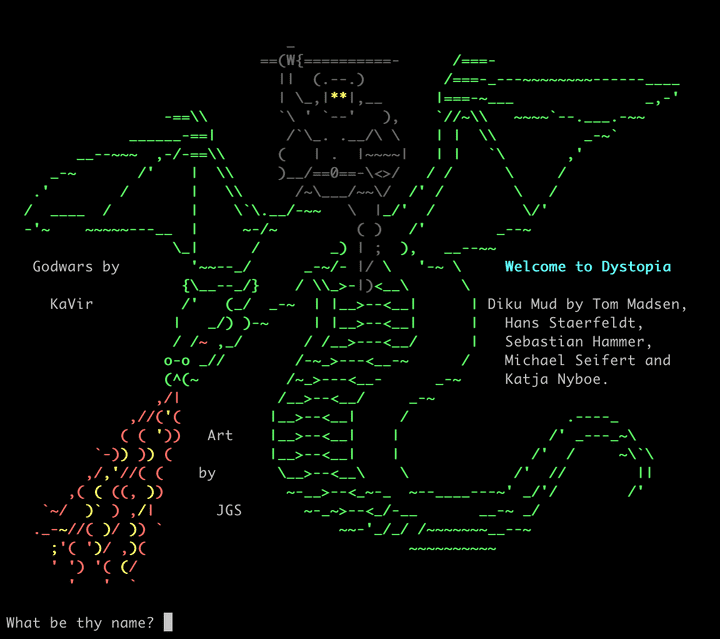 Welcome to Dystopia
Godwars by
KaVir
Diku Mud by Tom Madsen,
Hans Staerfeldt,
Sebastian Hammer,
Michael Seifert and
Katja Nyboe.
Art
by
JGS
What be thy name?